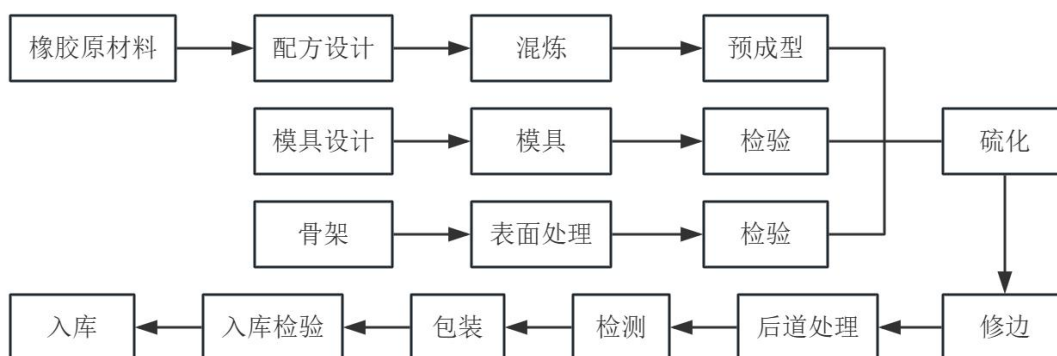 橡胶原材料
配方设计
混炼
预成型
模具设计
模具
检验
硫化
骨架
表面处理
检验
入库
入库检验
包装
检测
后道处理
修边